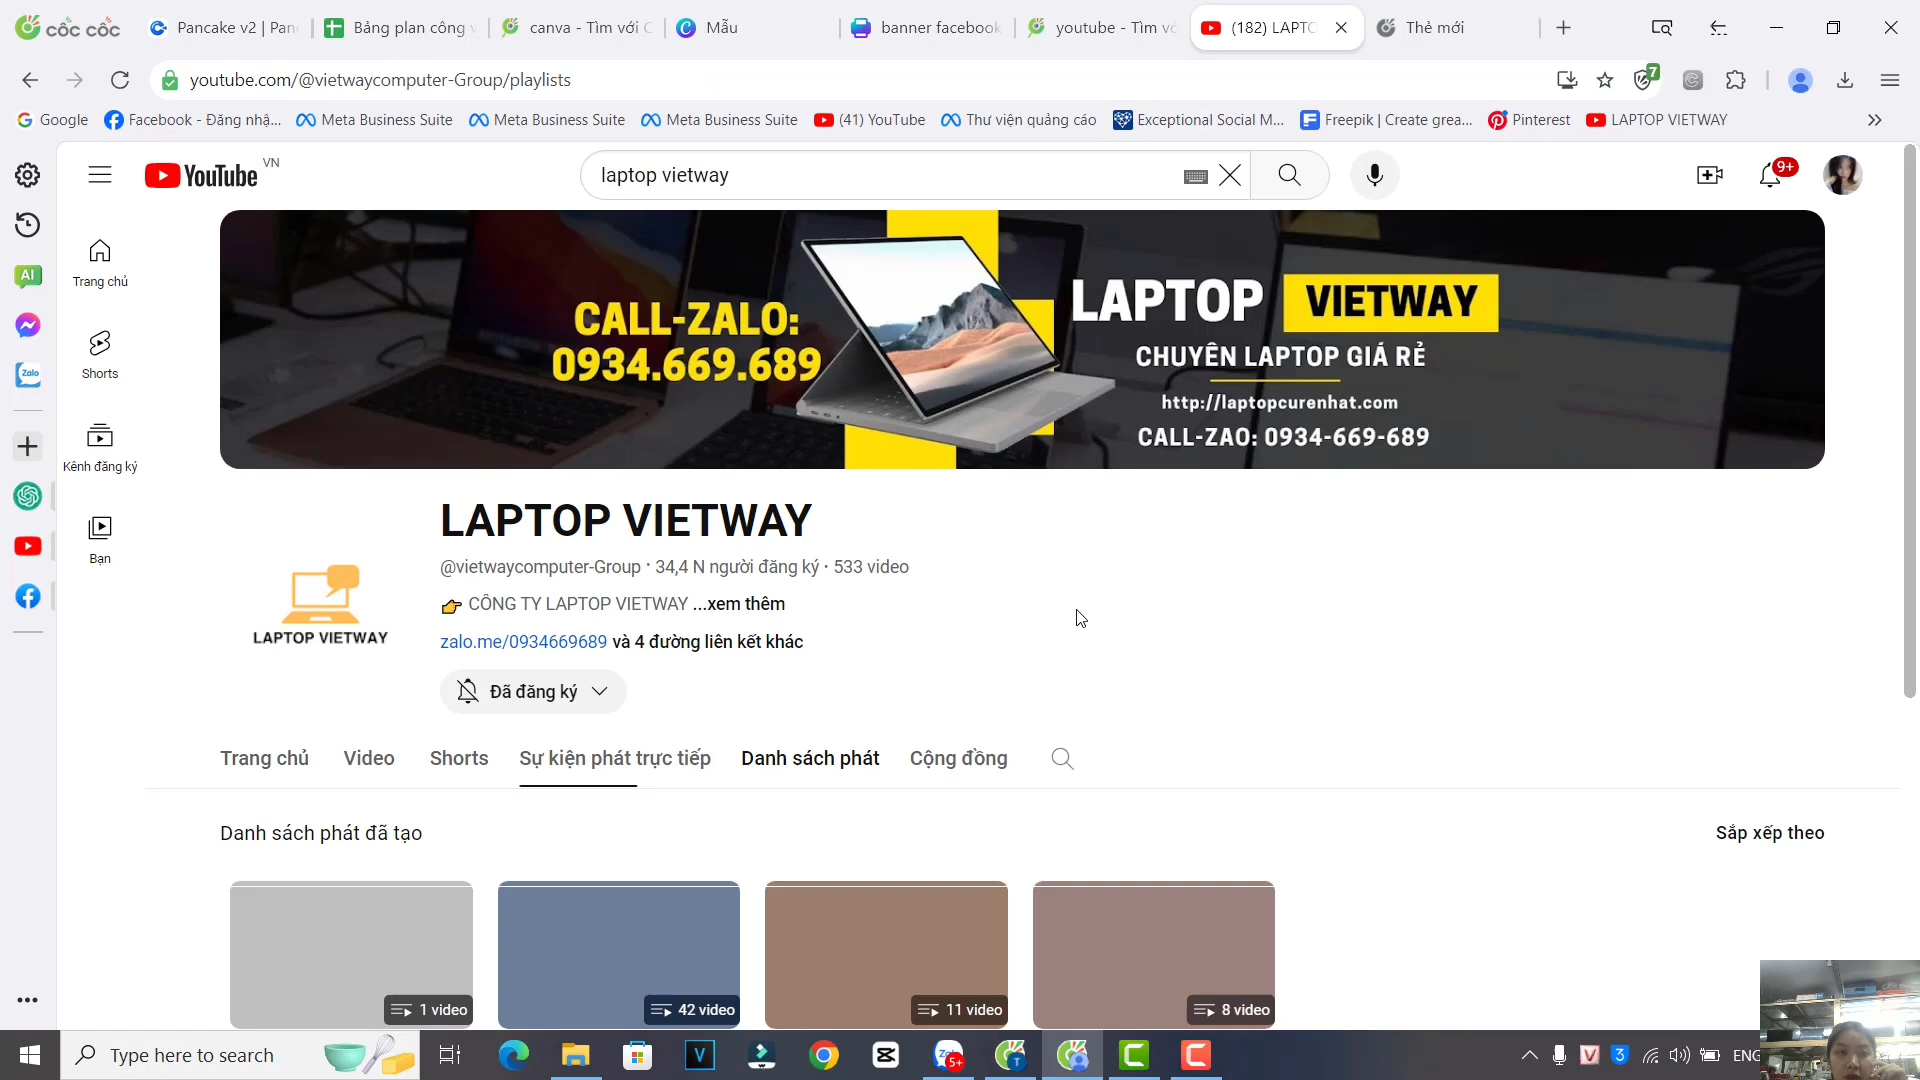 cốc cốc
Pancake v2 | Pan
Bảng plan công v
canva - Tìm với C
Mẫu
banner facebook
youtube - Tìm vớ
(182) LAPTO
Thẻ mới
youtube.com/@vietwaycomputer-Group/playlists
7
Google
Facebook - Đăng nhậ...
Meta Business Suite
Meta Business Suite
Meta Business Suite
(41) YouTube
Thư viện quảng cáo
Exceptional Social M...
Freepik | Create grea...
Pinterest
LAPTOP VIETWAY
YouTube VN
laptop vietway
9+
AI
Zalo
Trang chủ
Shorts
Kênh đăng ký
Bạn
CALL-ZALO:
0934.669.689
LAPTOP VIETWAY
CHUYÊN LAPTOP GIÁ RẺ
http://laptopcurenhat.com
CALL-ZAO: 0934-669-689
LAPTOP VIETWAY
LAPTOP VIETWAY
@vietwaycomputer-Group · 34,4 N người đăng ký · 533 video
👉 CÔNG TY LAPTOP VIETWAY ...xem thêm
zalo.me/0934669689 và 4 đường liên kết khác
Đã đăng ký
Trang chủ
Video
Shorts
Sự kiện phát trực tiếp
Danh sách phát
Cộng đồng
Danh sách phát đã tạo
Sắp xếp theo
1 video
42 video
11 video
8 video
Type here to search
5+
ENG